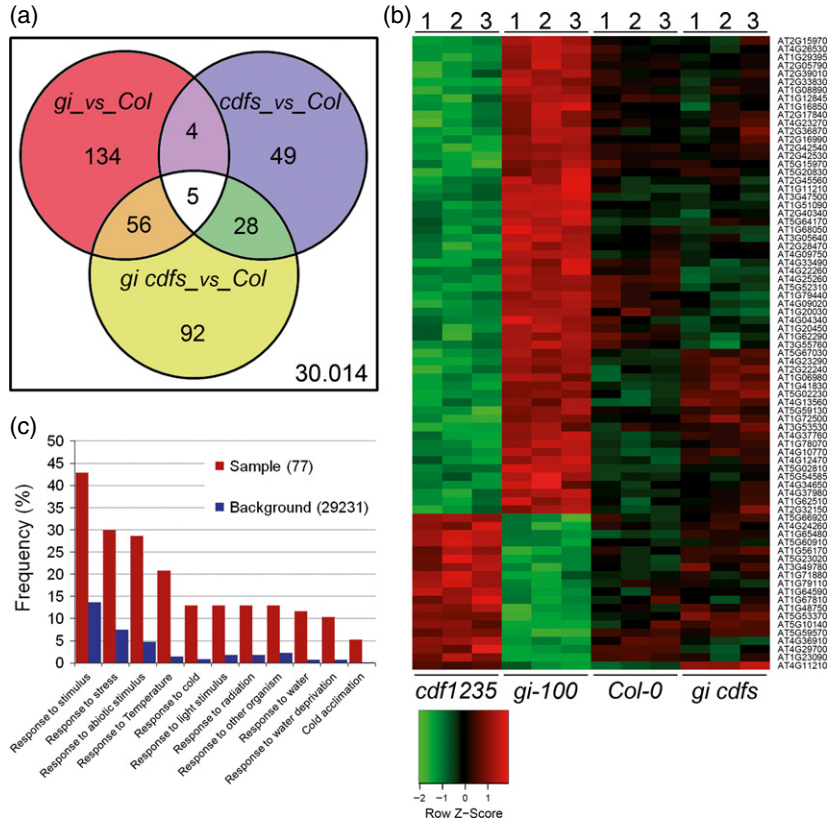 (a)
gi_vs_Col
cdfs_vs_Col
4
134
49
5
56
28
gi cdfs_vs_Col
92
30.014
(b)
1 2 3 1 2 3 1 2 3 1 2 3
AT2G15970
AT4G26530
AT1G29395
AT2G05790
AT2G39010
AT2G33830
AT1G08890
AT1G12845
AT1G16850
AT2G17840
AT4G23270
AT2G36870
AT2G16990
AT2G42540
AT2G42530
AT5G15970
AT5G20830
AT2G45560
AT1G11210
AT3G47500
AT1G51090
AT2G40340
AT5G64170
AT1G68050
AT3G05640
AT2G28470
AT4G09750
AT4G33490
AT4G22260
AT4G25260
AT5G52310
AT1G79440
AT4G09020
AT1G20030
AT4G04340
AT1G20450
AT1G62290
AT3G55760
AT5G67030
AT4G23290
AT2G22240
AT1G06980
AT1G41830
AT5G02230
AT4G13560
AT5G59130
AT1G72500
AT3G53530
AT4G37760
AT1G78070
AT4G10770
AT4G12470
AT5G02810
AT5G54585
AT4G34650
AT4G37980
AT1G62510
AT2G32150
AT5G66920
AT4G24260
AT1G65480
AT5G60910
AT1G56170
AT5G23020
AT3G49780
AT1G71880
AT1G79110
AT1G64590
AT1G67810
AT1G48750
AT5G53370
AT5G10140
AT5G59570
AT4G36910
AT4G29700
AT1G23090
AT4G11210
cdf1235 gi-100 Col-0 gi cdfs
−2 −1 0 1
Row Z−Score
(c)
50
45
40
35
30
25
20
15
10
5
0
Frequency (%)
Sample (77)
Background (29231)
Response to stimulus
Response to stress
Response to abiotic stimulus
Response to Temperature
Response to cold
Response to light stimulus
Response to radiation
Response to other organism
Response to water
Response to water deprivation
Cold acclimation